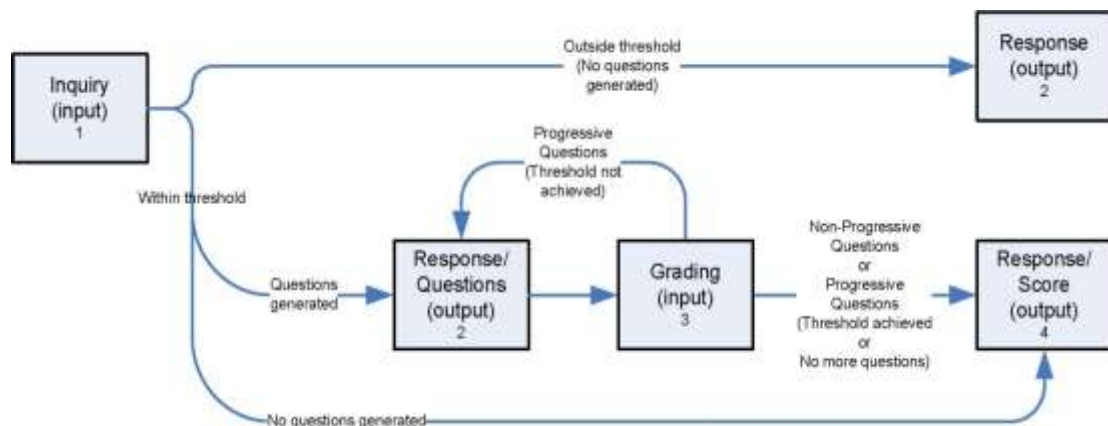 Inquiry
(input)
1
Outside threshold
(No questions
generated)
Response
(output)
2
Progressive
Questions
(Threshold not
achieved)
Within threshold
Questions
generated
Response/
Questions
(output)
2
Grading
(input)
3
Non-Progressive
Questions
or
Progressive
Questions
(Threshold achieved
or
No more questions)
Response/
Score
(output)
4
No questions generated